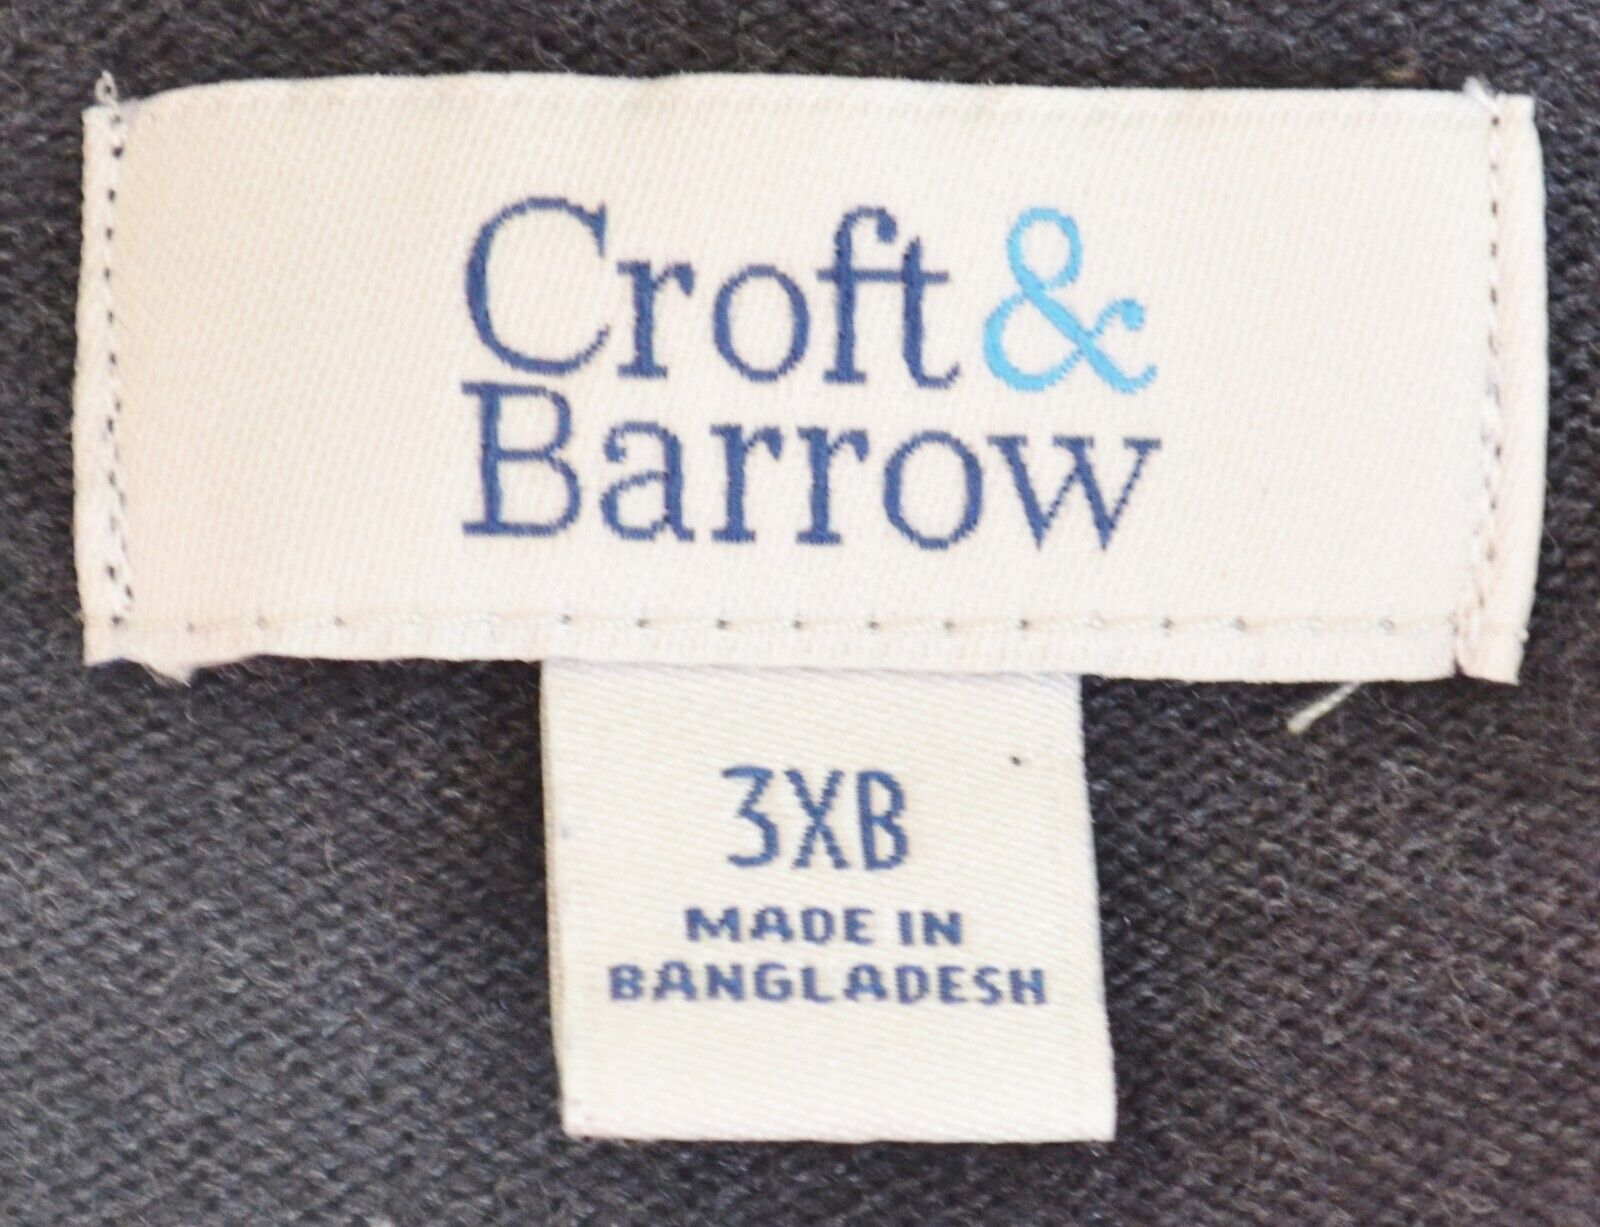 Croft &
Barrow
3XB
MADE IN
BANGLADESH